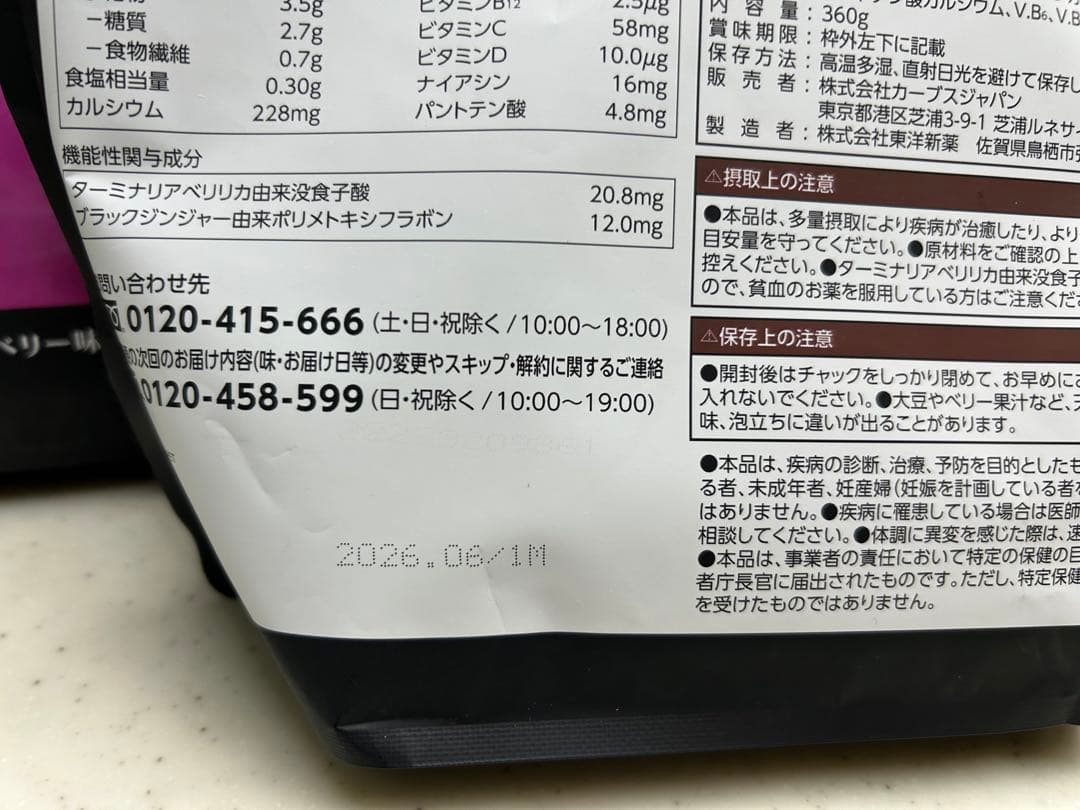 3.5g ビタミンB12 2.5μg
－糖質 2.7g ビタミンC 58mg
－食物繊維 0.7g ビタミンD 10.0μg
食塩相当量 0.30g ナイアシン 16mg
カルシウム 228mg パントテン酸 4.8mg
機能性関与成分
ターミナリアベリリカ由来没食子酸 20.8mg
ブラックジンジャー由来ポリメトキシフラボン 12.0mg
問い合わせ先
0120-415-666 (土・日・祝除く/10:00～18:00)
の次回のお届け内容(味・お届け日等)の変更やスキップ・解約に関するご連絡
0120-458-599 (日・祝除く/10:00～19:00)
2026.06/1M
酸カルシウム、V.B6、V.B
内容量：360g
賞味期限：枠外左下に記載
保存方法：高温多湿、直射日光を避けて保存し
販売者：株式会社カーブスジャパン
東京都港区芝浦3-9-1 芝浦ルネサイ
製造者：株式会社東洋新薬 佐賀県鳥栖市弥
⚠摂取上の注意
●本品は、多量摂取により疾病が治癒したり、より
目安量を守ってください。●原材料をご確認の上
控えください。●ターミナリアベリリカ由来没食子
ので、貧血のお薬を服用している方はご注意くだ
⚠保存上の注意
●開封後はチャックをしっかり閉めて、お早めに
入れないでください。●大豆やベリー果汁など、天
味、泡立ちに違いが出ることがあります。
●本品は、疾病の診断、治療、予防を目的としたも
る者、未成年者、妊産婦(妊娠を計画している者
はありません。●疾病に罹患している場合は医師
相談してください。●体調に異変を感じた際は、速
●本品は、事業者の責任において特定の保健の目
者庁長官に届出されたものです。ただし、特定保健
を受けたものではありません。
ベリー味